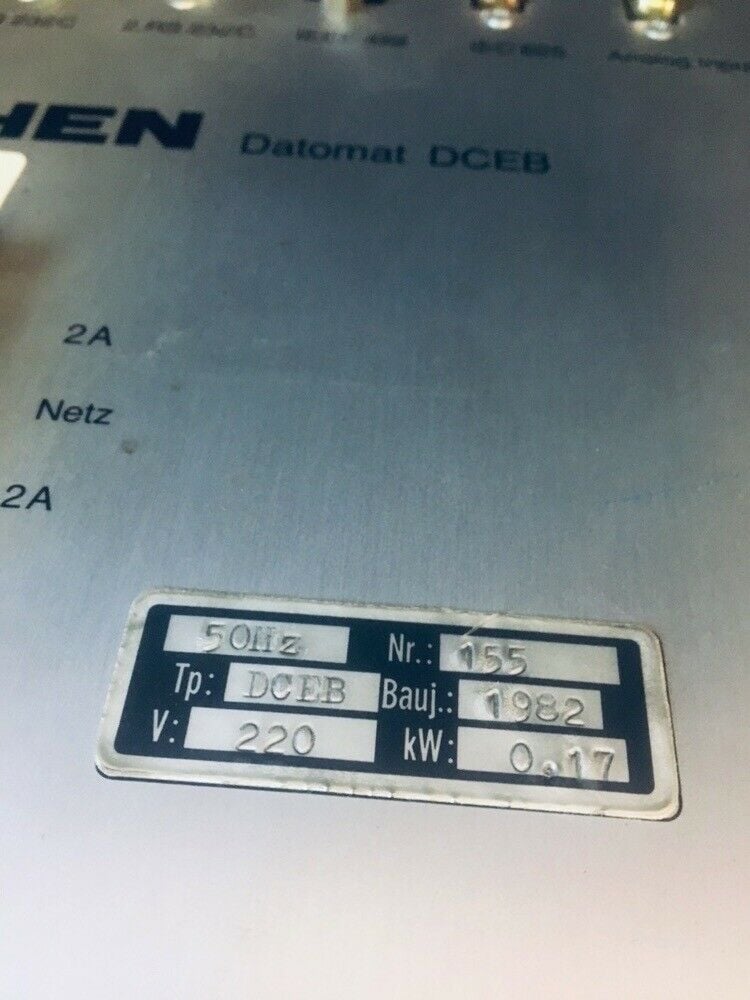 HEN Datomat DCEB
2A
Netz
2A
50Hz Nr.: 155
Tp: DCEB Bauj.: 1982
V: 220 kW: 0,17